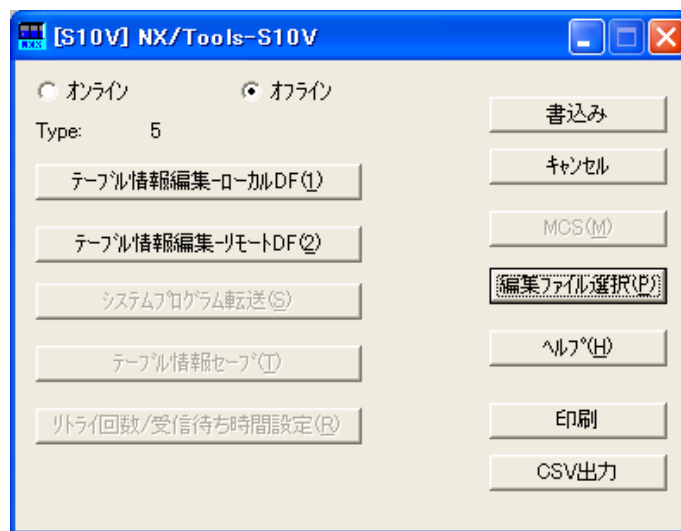 [S10V] NX/Tools-S10V
オンライン
オフライン
Type: 5
テーブル情報編集-ローカルDF(1)
テーブル情報編集-リモートDF(2)
システムプログラム転送(S)
テーブル情報セーブ(T)
リトライ回数/受信待ち時間設定(R)
書込み
キャンセル
MCS(M)
編集ファイル選択(P)
ヘルプ(H)
印刷
CSV出力